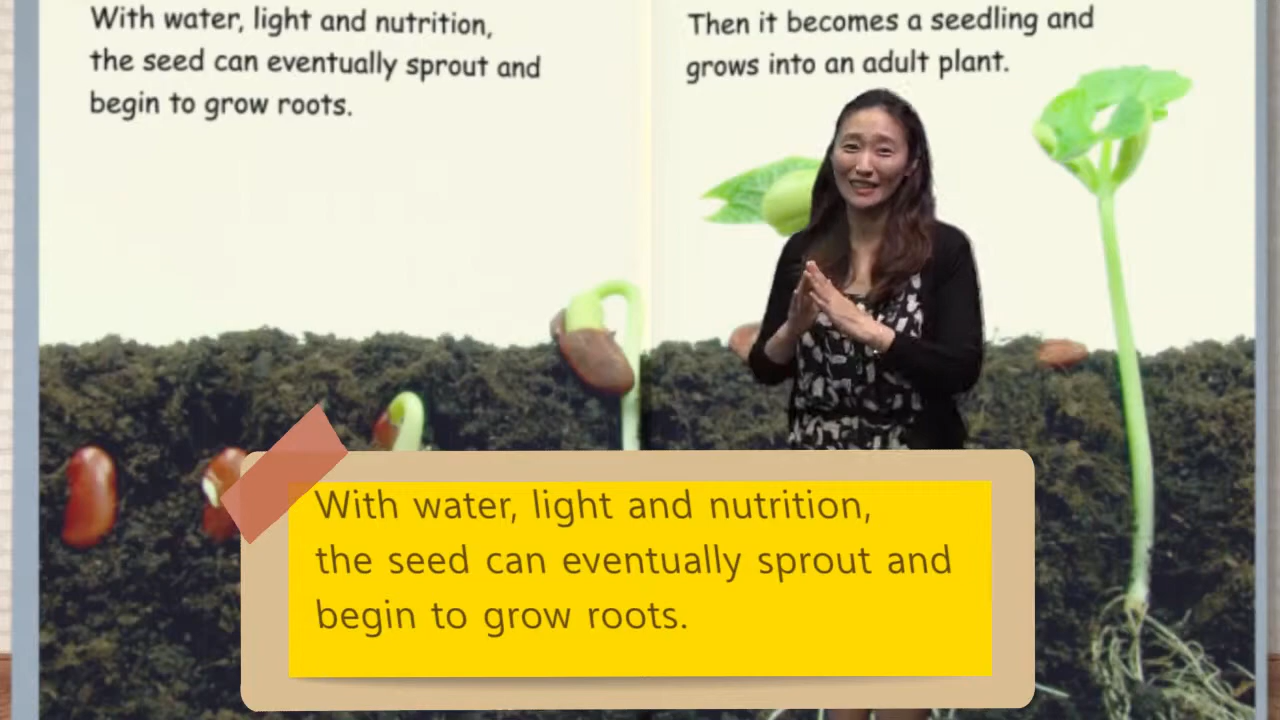 With water, light and nutrition,
the seed can eventually sprout and
begin to grow roots.
Then it becomes a seedling and
grows into an adult plant.
With water, light and nutrition,
the seed can eventually sprout and
begin to grow roots.